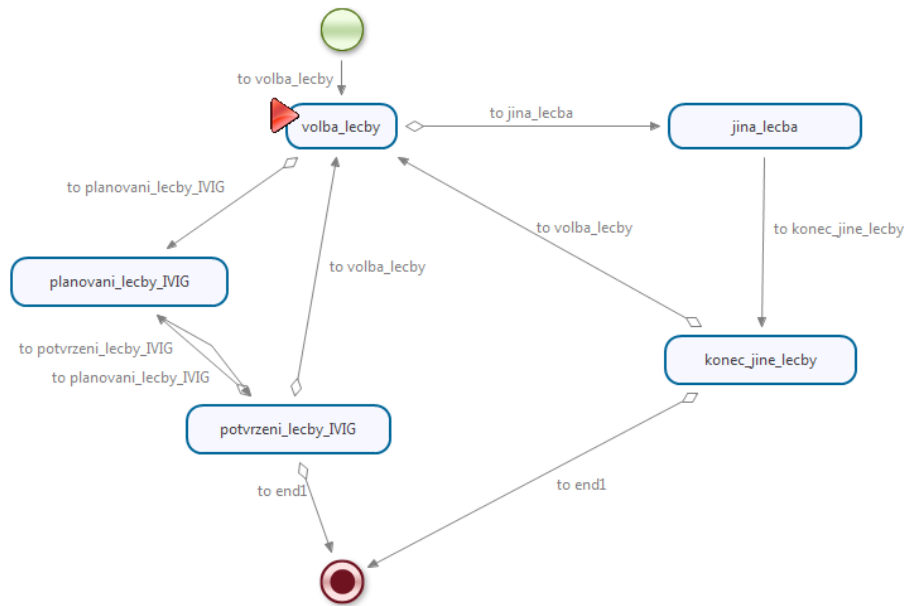 to volba_lecby
volba_lecby
to jina_lecba
jina_lecba
to planovani_lecby_IVIG
to volba_lecby
to konec_jine_lecby
to volba_lecby
planovani_lecby_IVIG
to potvrzeni_lecby_IVIG
konec_jine_lecby
to planovani_lecby_IVIG
potvrzeni_lecby_IVIG
to end1
to end1